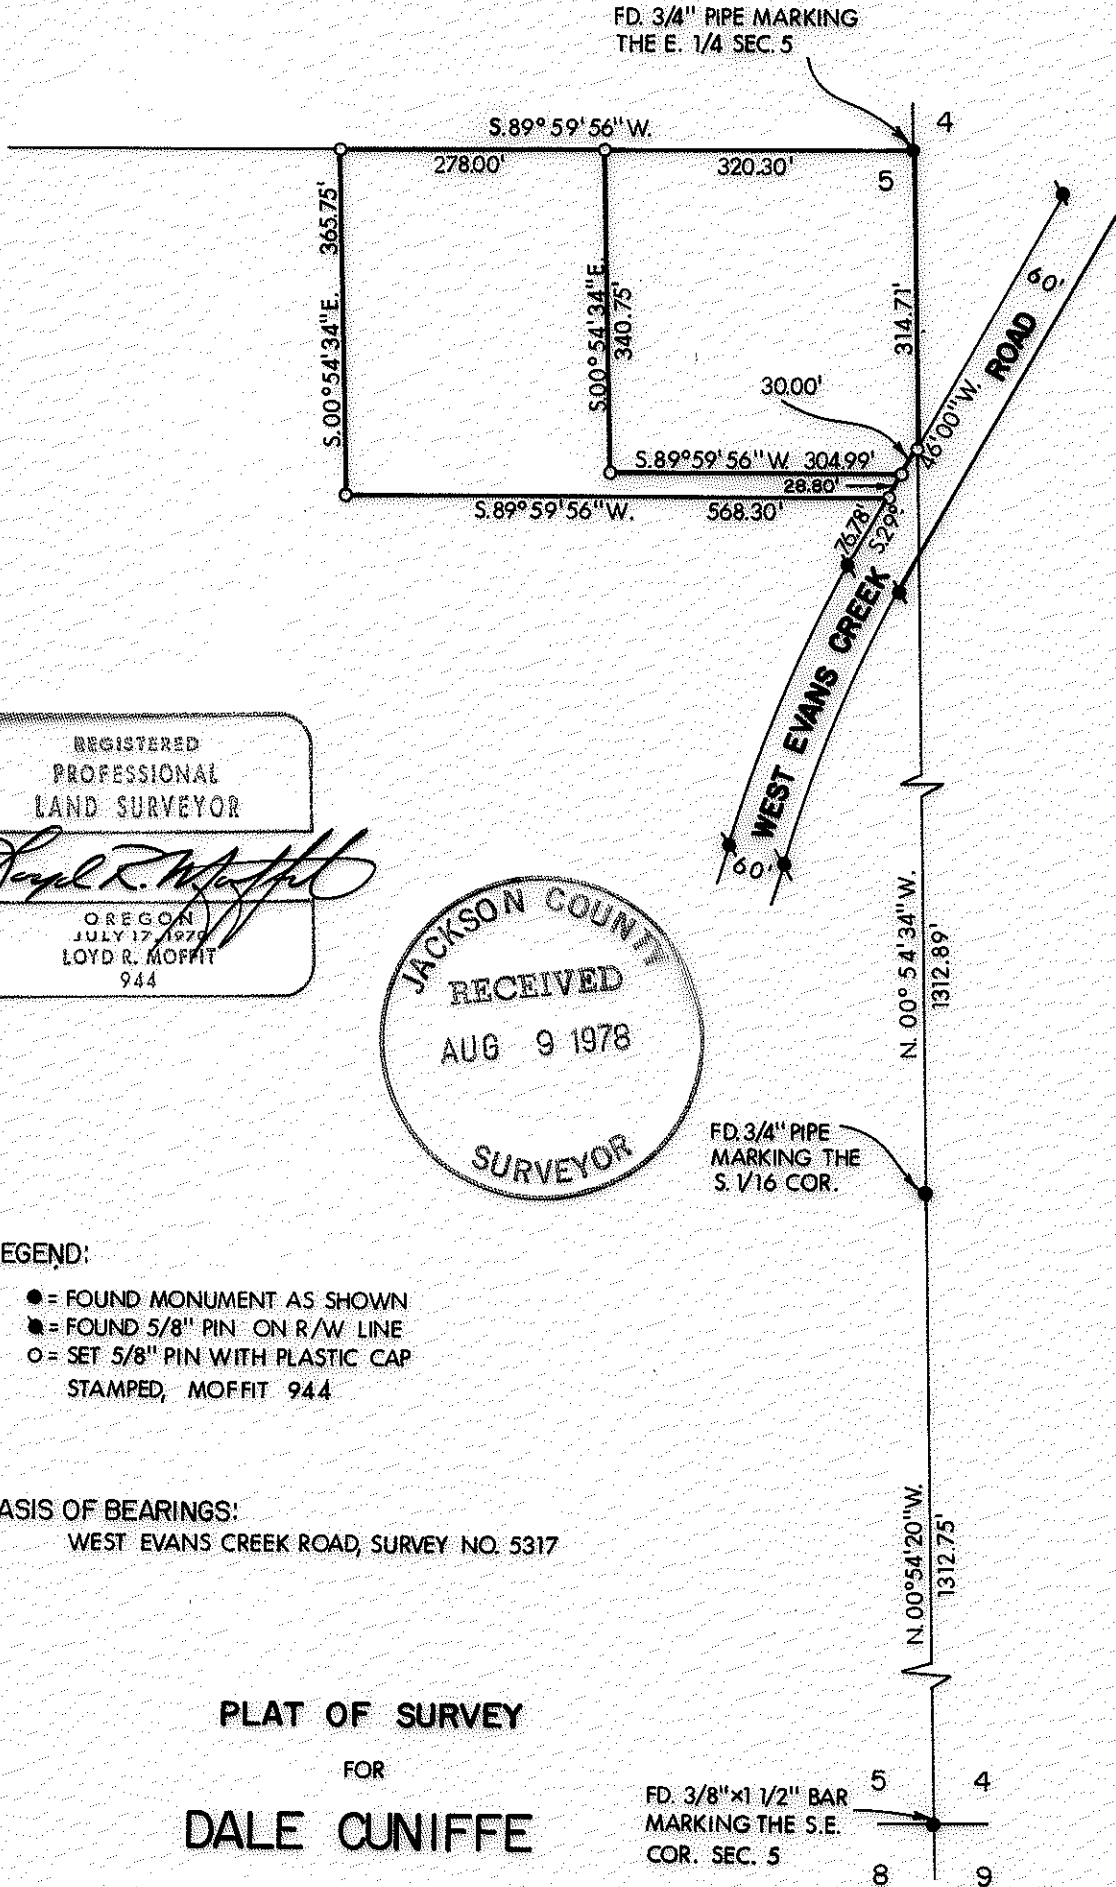 FD. 3/4" PIPE MARKING
THE E. 1/4 SEC. 5
4
S.89°59'56"W.
278.00'
320.30'
5
365.75'
S.00°54'34"E.
S.00°54'34"E.
340.75'
314.71'
60'
ROAD
30.00'
46'00"W.
S.89°59'56"W. 304.99'
28.80'
S.89°59'56"W.
568.30'
76.78'
S.29°
WEST EVANS CREEK
60'
REGISTERED
PROFESSIONAL
LAND SURVEYOR
Loyd R. Moffit
OREGON
JULY 17, 1970
LOYD R. MOFFIT
944
JACKSON COUNTY
RECEIVED
AUG 9 1978
SURVEYOR
N. 00°54'34"W.
1312.89'
FD. 3/4" PIPE
MARKING THE
S. 1/16 COR.
EGEND:
= FOUND MONUMENT AS SHOWN
= FOUND 5/8" PIN ON R/W LINE
O = SET 5/8" PIN WITH PLASTIC CAP
STAMPED, MOFFIT 944
ASIS OF BEARINGS:
WEST EVANS CREEK ROAD, SURVEY NO. 5317
N. 00°54'20"W.
1312.75'
PLAT OF SURVEY
FOR
DALE CUNIFFE
FD. 3/8"x1 1/2" BAR
MARKING THE S.E.
COR. SEC. 5
5
4
8
9